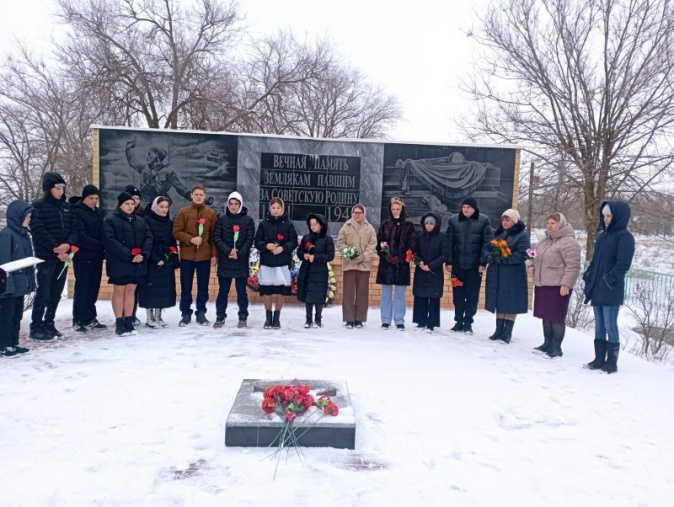 ВЕЧНАЯ ПАМЯТЬ
ЗЕМЛЯКАМ ПАВШИМ
ЗА СОВЕТСКУЮ РОДИНУ